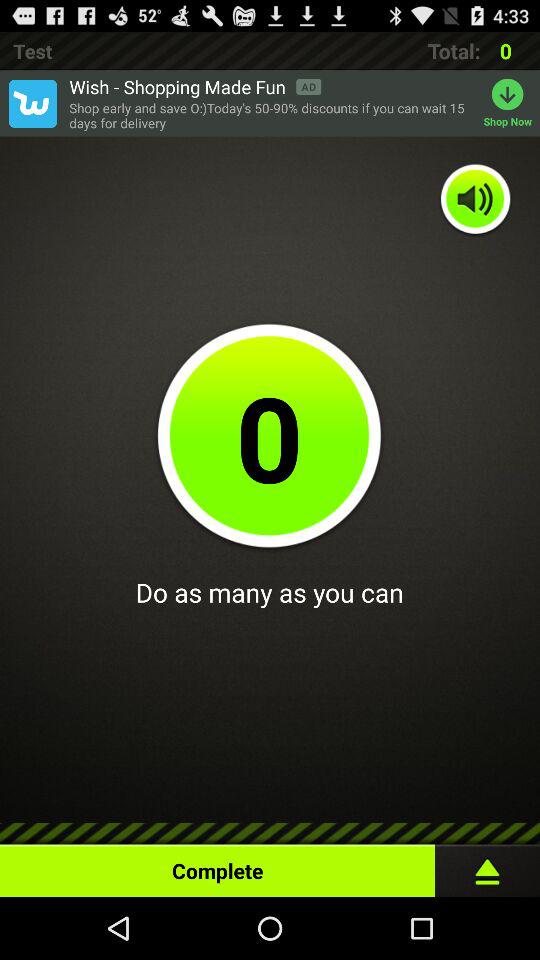 52°
4:33
Test
Total: 0
Wish - Shopping Made Fun AD
Shop early and save O:)Today's 50-90% discounts if you can wait 15
days for delivery
Shop Now
0
Do as many as you can
Complete